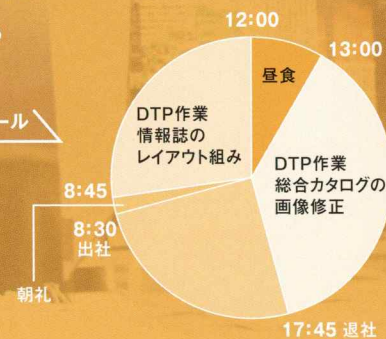 ール
12:00
13:00
昼食
DTP作業
情報誌の
レイアウト組み
DTP作業
総合カタログの
画像修正
8:45
8:30
出社
朝礼
17:45 退社